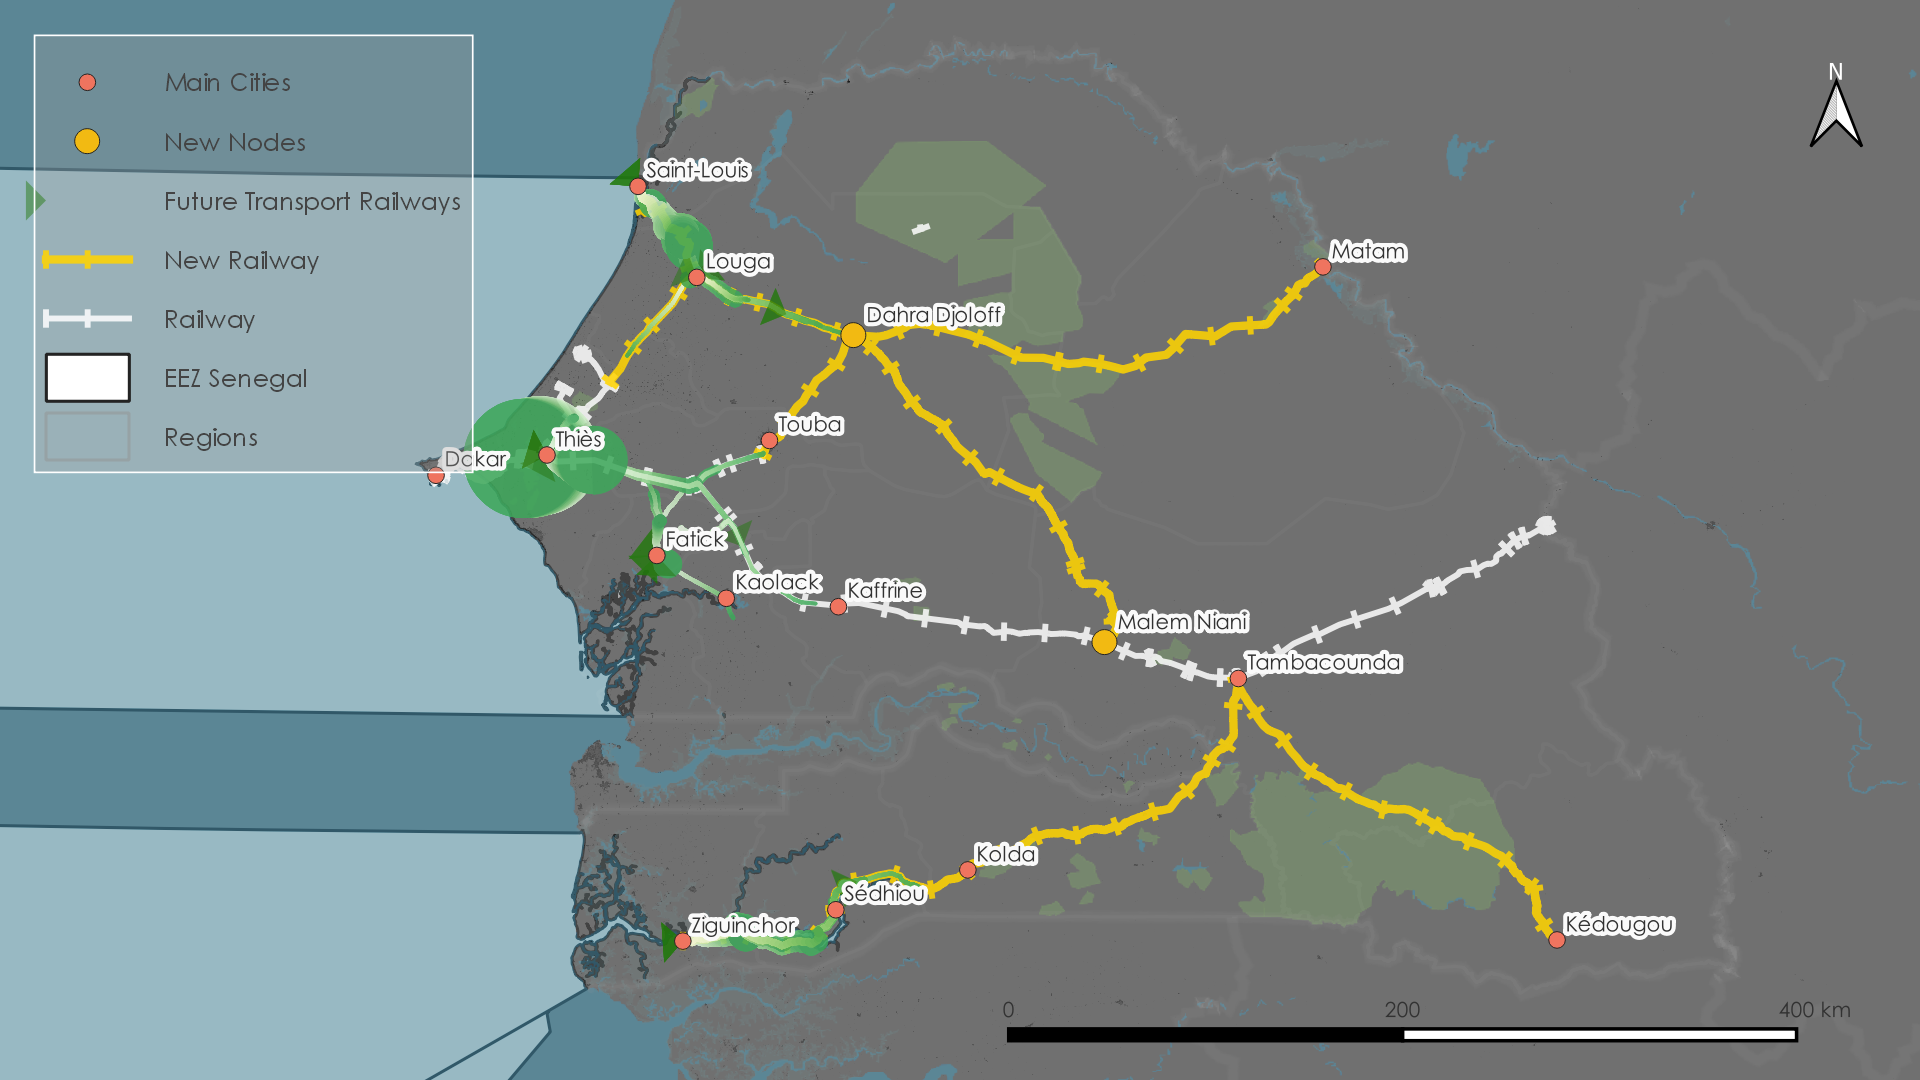 Main Cities
New Nodes
Future Transport Railways
New Railway
Railway
EEZ Senegal
Regions
N
Saint-Louis
Louga
Matam
Dahra Djoloff
Touba
Thiès
Dakar
Fatick
Kaolack
Kaffrine
Malem Niani
Tambacounda
Kolda
Sédhiou
Ziguinchor
Kédougou
0 200 400 km